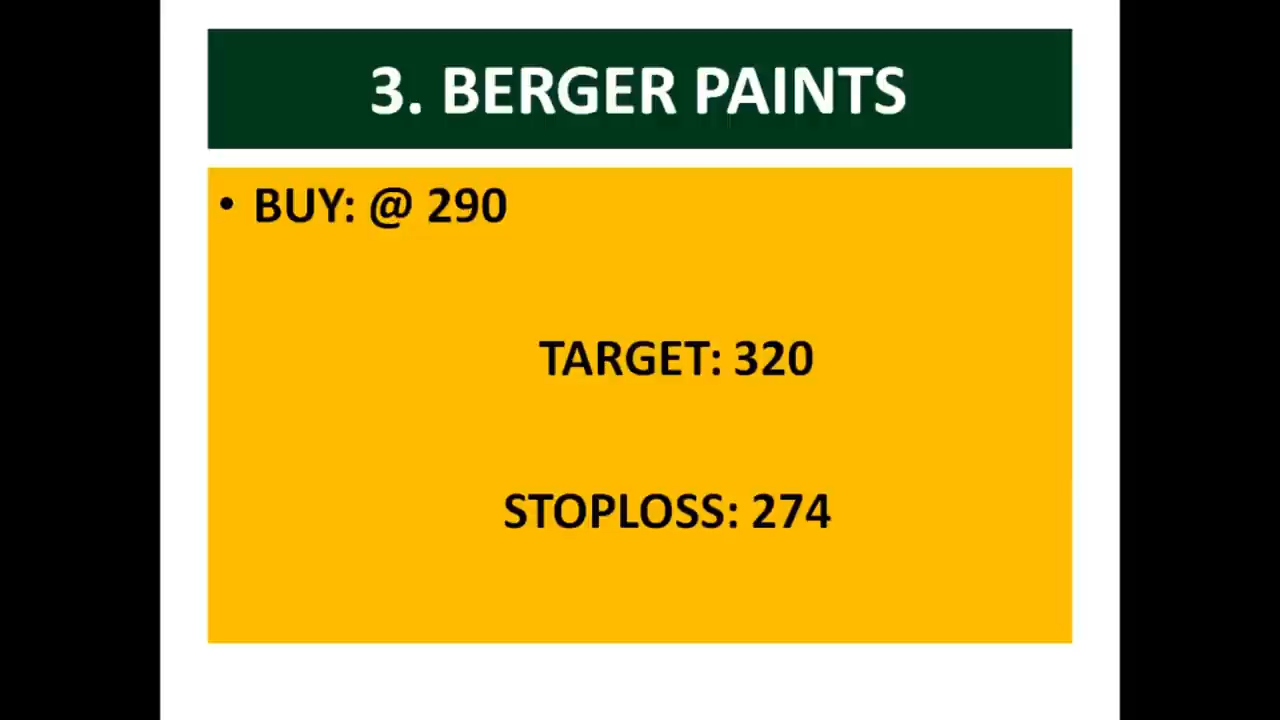 3. BERGER PAINTS
• BUY: @ 290
TARGET: 320
STOPLOSS: 274